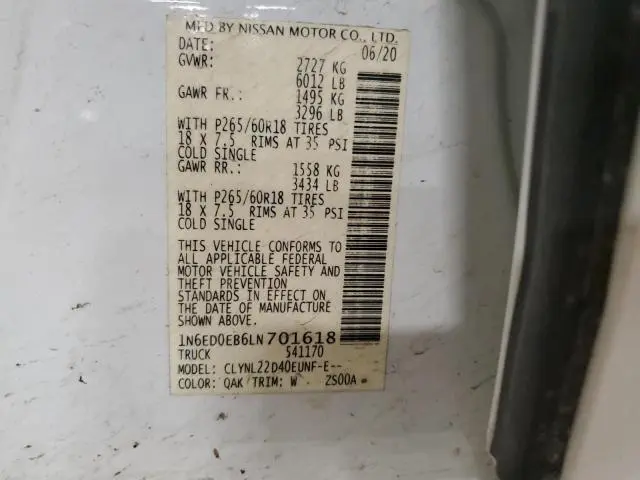 MFD BY NISSAN MOTOR CO., LTD.
DATE: 06/20
GVWR: 2727 KG
6012 LB
GAWR FR.: 1495 KG
3296 LB
WITH P265/60R18 TIRES
18 X 7.5 RIMS AT 35 PSI
COLD SINGLE
GAWR RR.: 1558 KG
3434 LB
WITH P265/60R18 TIRES
18 X 7.5 RIMS AT 35 PSI
COLD SINGLE
THIS VEHICLE CONFORMS TO
ALL APPLICABLE FEDERAL
MOTOR VEHICLE SAFETY AND
THEFT PREVENTION
STANDARDS IN EFFECT ON
THE DATE OF MANUFACTURE
SHOWN ABOVE.
1N6ED0EB6LN701618
TRUCK 541170
MODEL: CLYNL22D40EUNF-E--
COLOR: QAK TRIM: W ZS00A